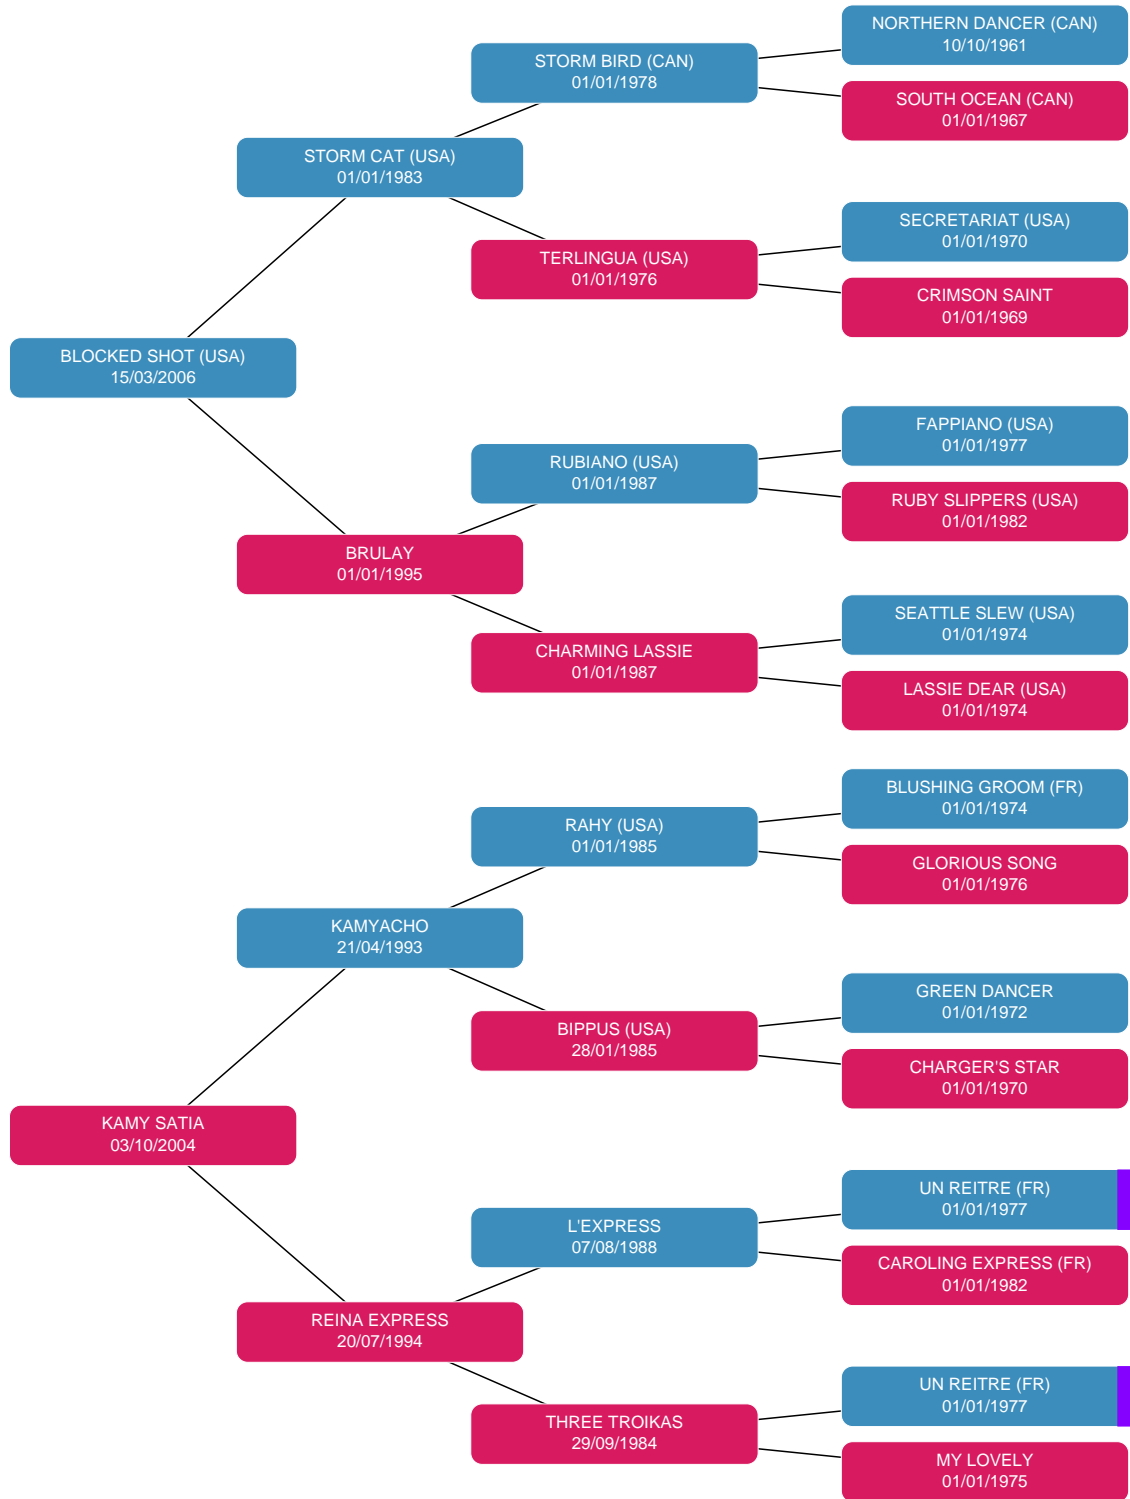 NORTHERN DANCER (CAN)
10/10/1961
STORM BIRD (CAN)
01/01/1978
SOUTH OCEAN (CAN)
01/01/1967
STORM CAT (USA)
01/01/1983
SECRETARIAT (USA)
01/01/1970
TERLINGUA (USA)
01/01/1976
CRIMSON SAINT
01/01/1969
BLOCKED SHOT (USA)
15/03/2006
FAPPIANO (USA)
01/01/1977
RUBIANO (USA)
01/01/1987
RUBY SLIPPERS (USA)
01/01/1982
BRULAY
01/01/1995
SEATTLE SLEW (USA)
01/01/1974
CHARMING LASSIE
01/01/1987
LASSIE DEAR (USA)
01/01/1974
BLUSHING GROOM (FR)
01/01/1974
RAHY (USA)
01/01/1985
GLORIOUS SONG
01/01/1976
KAMYACHO
21/04/1993
GREEN DANCER
01/01/1972
BIPPUS (USA)
28/01/1985
CHARGER'S STAR
01/01/1970
KAMY SATIA
03/10/2004
UN REITRE (FR)
01/01/1977
L'EXPRESS
07/08/1988
CAROLING EXPRESS (FR)
01/01/1982
REINA EXPRESS
20/07/1994
UN REITRE (FR)
01/01/1977
THREE TROIKAS
29/09/1984
MY LOVELY
01/01/1975